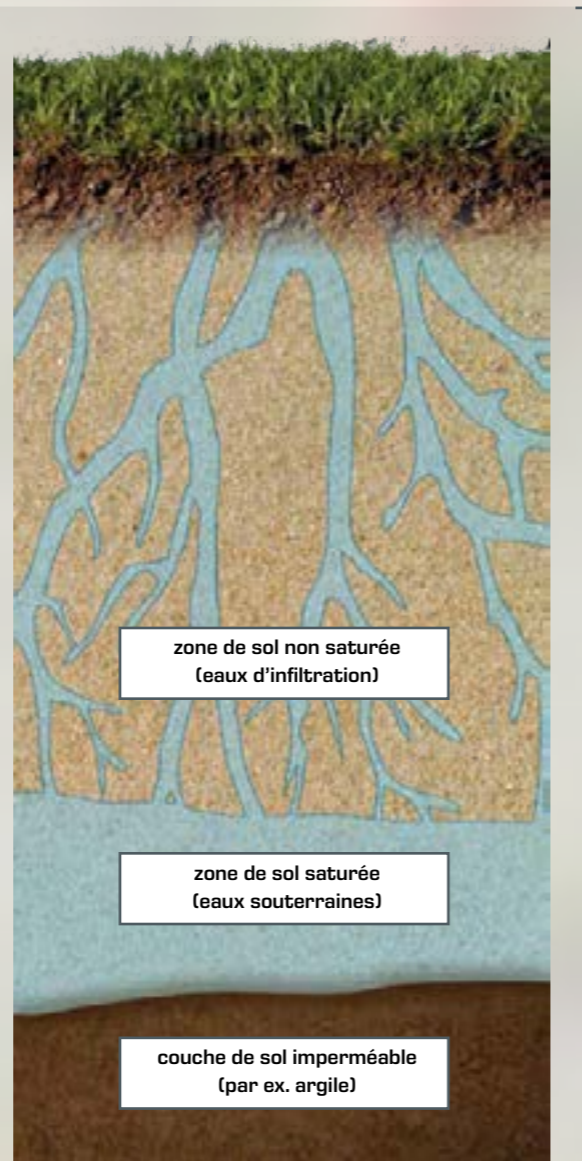 zone de sol non saturée
(eaux d'infiltration)
zone de sol saturée
(eaux souterraines)
couche de sol imperméable
(par ex. argile)